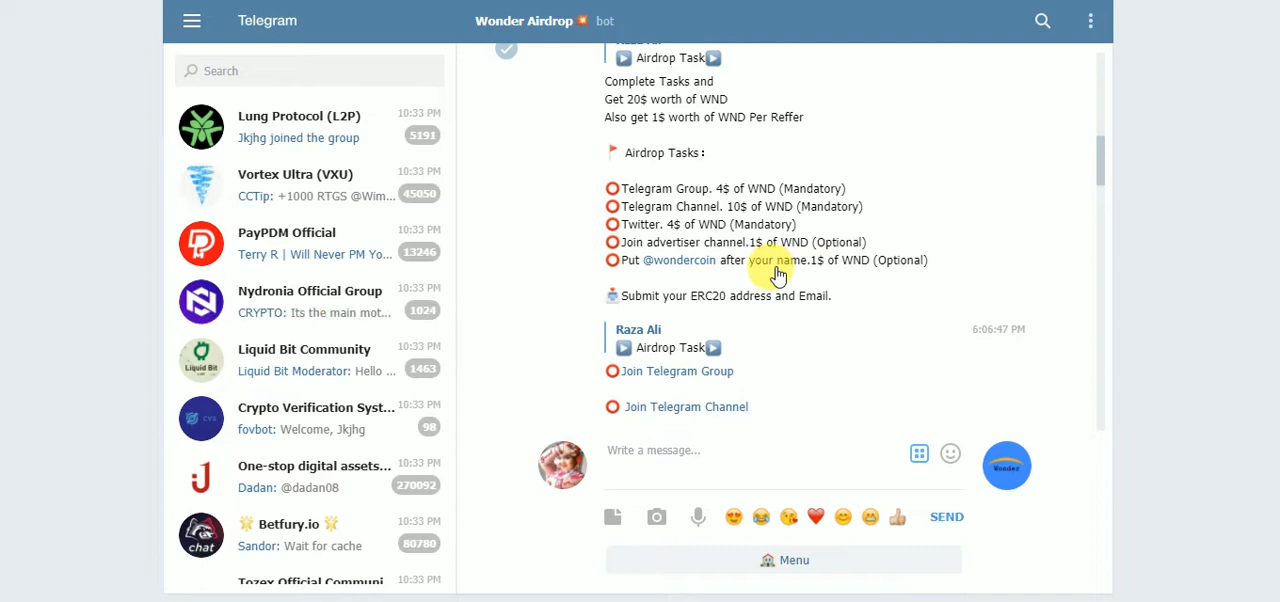 Telegram
Wonder Airdrop💥 bot
Search
Lung Protocol (L2P) 10:33 PM
Jkjhg joined the group 5191
Vortex Ultra (VXU) 10:33 PM
CCTip: +1000 RTGS @Wim... 45050
PayPDM Official 10:33 PM
Terry R | Will Never PM Yo... 13246
Nydronia Official Group 10:33 PM
CRYPTO: Its the main mot... 1024
Liquid Bit Community 10:33 PM
Liquid Bit Moderator: Hello ... 1463
Liquid Bit
Crypto Verification Syst... 10:33 PM
fovbot: Welcome, Jkjhg 98
CVS
One-stop digital assets... 10:33 PM
Dadan: @dadan08 270092
🌟 Betfury.io 🌟 10:33 PM
Sandor: Wait for cache 80780
chat
Tozex Official Communi 10:33 PM
Raza Ali
▶️ Airdrop Task▶️
Complete Tasks and
Get 20$ worth of WND
Also get 1$ worth of WND Per Reffer
🚩 Airdrop Tasks:
⭕Telegram Group. 4$ of WND (Mandatory)
⭕Telegram Channel. 10$ of WND (Mandatory)
⭕Twitter. 4$ of WND (Mandatory)
⭕Join advertiser channel.1$ of WND (Optional)
⭕Put @wondercoin after your name.1$ of WND (Optional)
📩Submit your ERC20 address and Email.
Raza Ali 6:06:47 PM
▶️ Airdrop Task▶️
⭕Join Telegram Group
⭕ Join Telegram Channel
Write a message...
Wonder
SEND
🏠 Menu